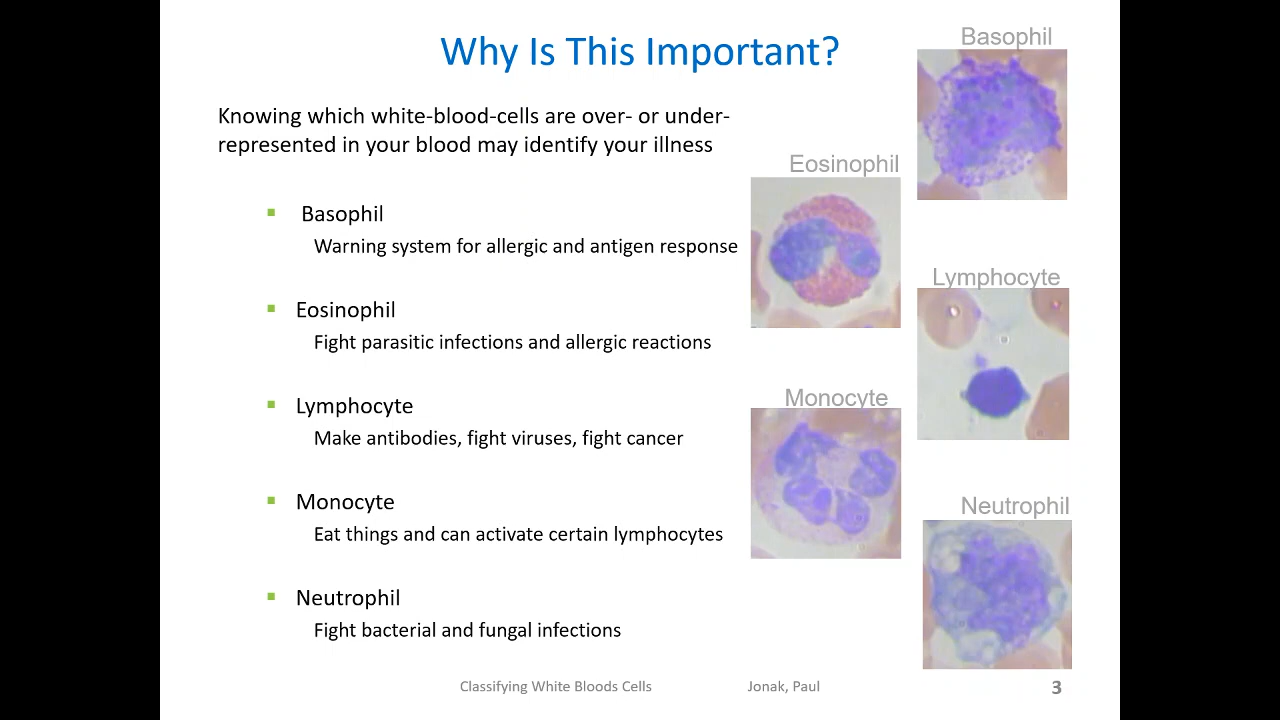 Why Is This Important?
Knowing which white-blood-cells are over- or under-
represented in your blood may identify your illness
▪ Basophil
Warning system for allergic and antigen response
▪ Eosinophil
Fight parasitic infections and allergic reactions
▪ Lymphocyte
Make antibodies, fight viruses, fight cancer
▪ Monocyte
Eat things and can activate certain lymphocytes
▪ Neutrophil
Fight bacterial and fungal infections
Basophil
Eosinophil
Lymphocyte
Monocyte
Neutrophil
Classifying White Bloods Cells
Jonak, Paul
3